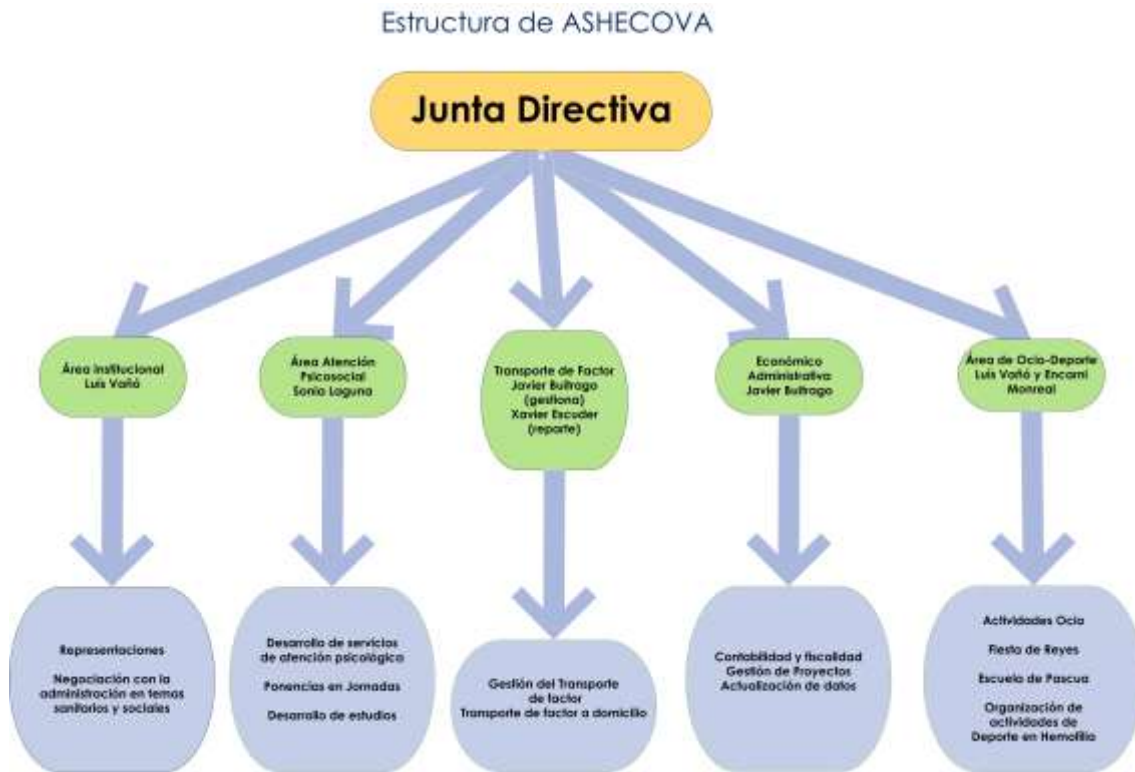 Estructura de ASHECOVA
Junta Directiva
Área institucional
Luis Vañó
Área Atención
Psicosocial
Sonia Laguna
Transporte de Factor
Javier Buitrago
(gestiona)
Xavier Escuder
(reparte)
Económico
Administrativa
Javier Buitrago
Área de Ocio-Deporte
Luis Vañó y Encarni
Monreal
Representaciones
Negociación con la
administración en temas
sanitarios y sociales
Desarrollo de servicios
de atención psicológica
Ponencias en Jornadas
Desarrollo de estudios
Gestión del Transporte
de factor
Transporte de factor a domicilio
Contabilidad y fiscalidad
Gestión de Proyectos
Actualización de datos
Actividades Ocio
Fiesta de Reyes
Escuela de Pascua
Organización de
actividades de
Deporte en Hemofilia